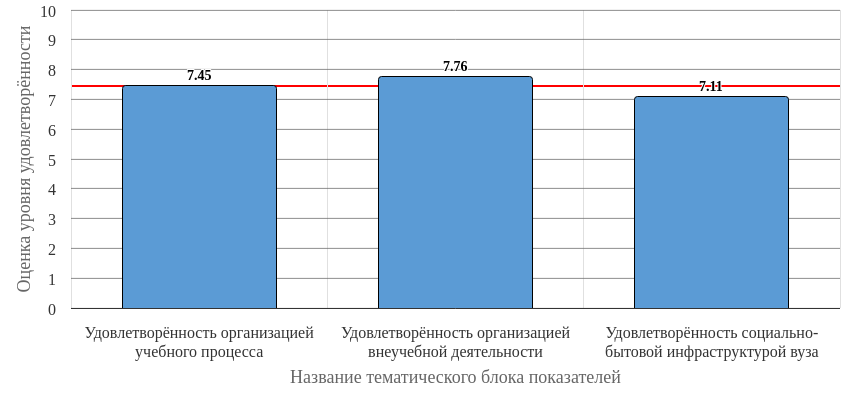 Оценка уровня удовлетворённости
10
9
8
7
6
5
4
3
2
1
0
7.45
7.76
7.11
Удовлетворённость организацией
учебного процесса
Удовлетворённость организацией
внеучебной деятельности
Удовлетворённость социально-
бытовой инфраструктурой вуза
Название тематического блока показателей